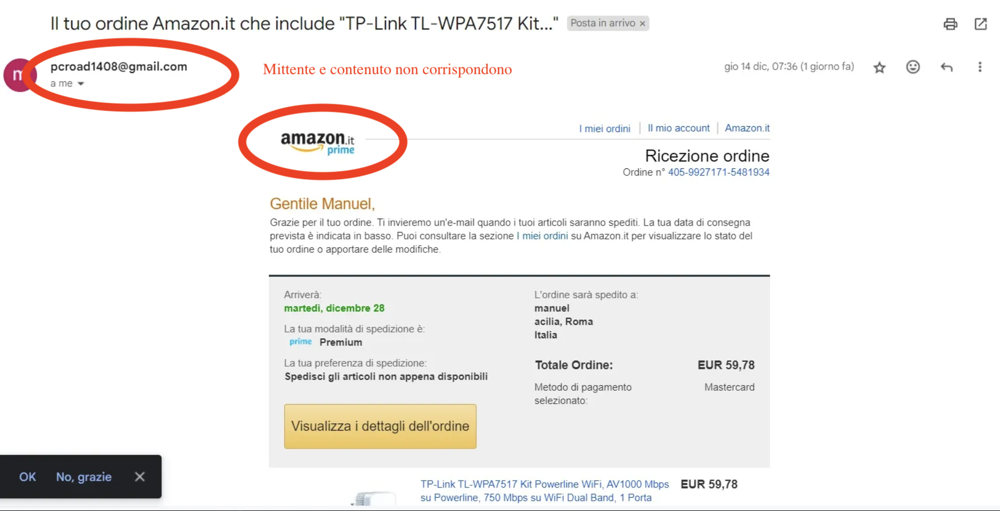 Il tuo ordine Amazon.it che include "TP-Link TL-WPA7517 Kit..." Posta in arrivo ×
pcroad1408@gmail.com
a me
Mittente e contenuto non corrispondono
gio 14 dic, 07:36 (1 giorno fa)
amazon.it
prime
I miei ordini | Il mio account | Amazon.it
Ricezione ordine
Ordine n° 405-9927171-5481934
Gentile Manuel,
Grazie per il tuo ordine. Ti invieremo un'e-mail quando i tuoi articoli saranno spediti. La tua data di consegna
prevista è indicata in basso. Puoi consultare la sezione I miei ordini su Amazon.it per visualizzare lo stato del
tuo ordine o apportare delle modifiche.
Arriverà:
martedì, dicembre 28
La tua modalità di spedizione è:
prime Premium
La tua preferenza di spedizione:
Spedisci gli articoli non appena disponibili
Visualizza i dettagli dell'ordine
L'ordine sarà spedito a:
manuel
acilia, Roma
Italia
Totale Ordine: EUR 59,78
Metodo di pagamento Mastercard
selezionato:
OK No, grazie
TP-Link TL-WPA7517 Kit Powerline WiFi, AV1000 Mbps EUR 59,78
su Powerline, 750 Mbps su WiFi Dual Band, 1 Porta